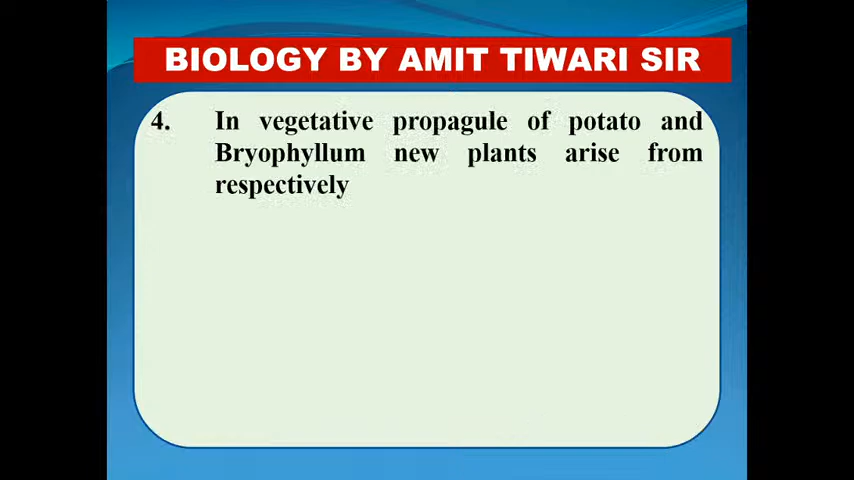 BIOLOGY BY AMIT TIWARI SIR
4. In vegetative propagule of potato and
Bryophyllum new plants arise from
respectively